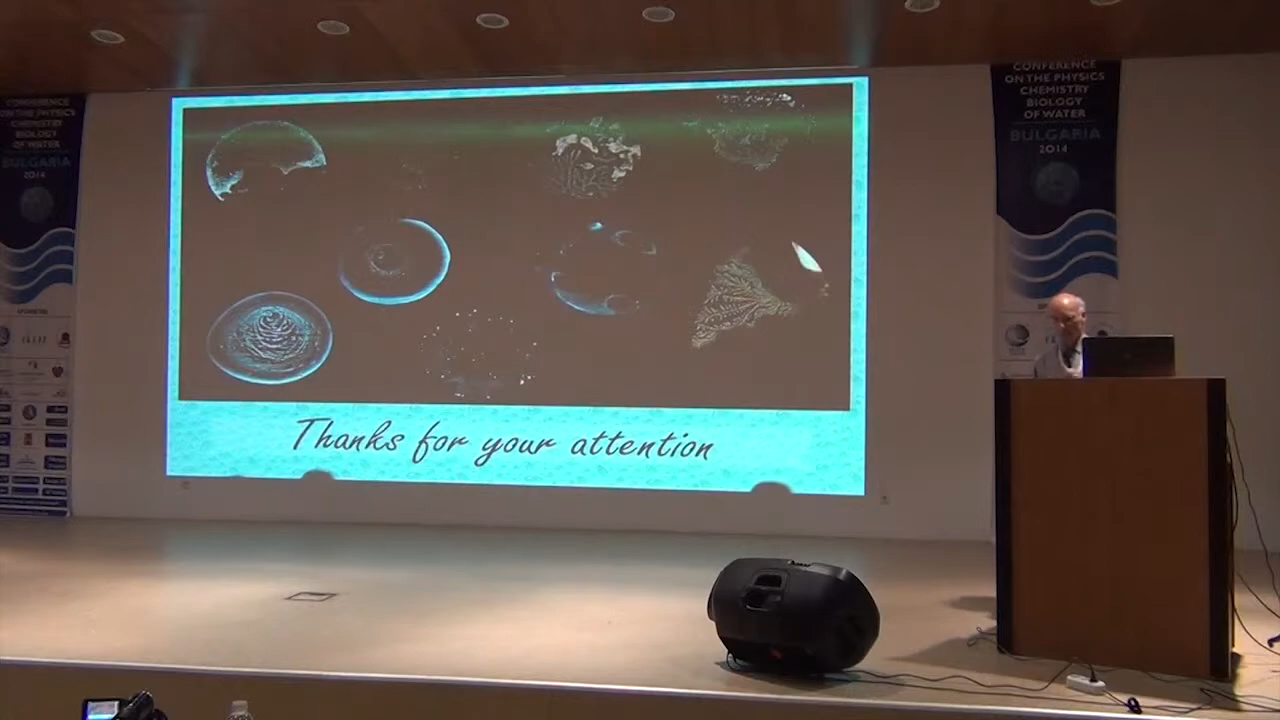 CONFERENCE
ON THE PHYSICS
CHEMISTRY
BIOLOGY
OF WATER
BULGARIA
2014
Thanks for your attention
CONFERENCE
ON THE PHYSICS
CHEMISTRY
BIOLOGY
OF WATER
BULGARIA
2014